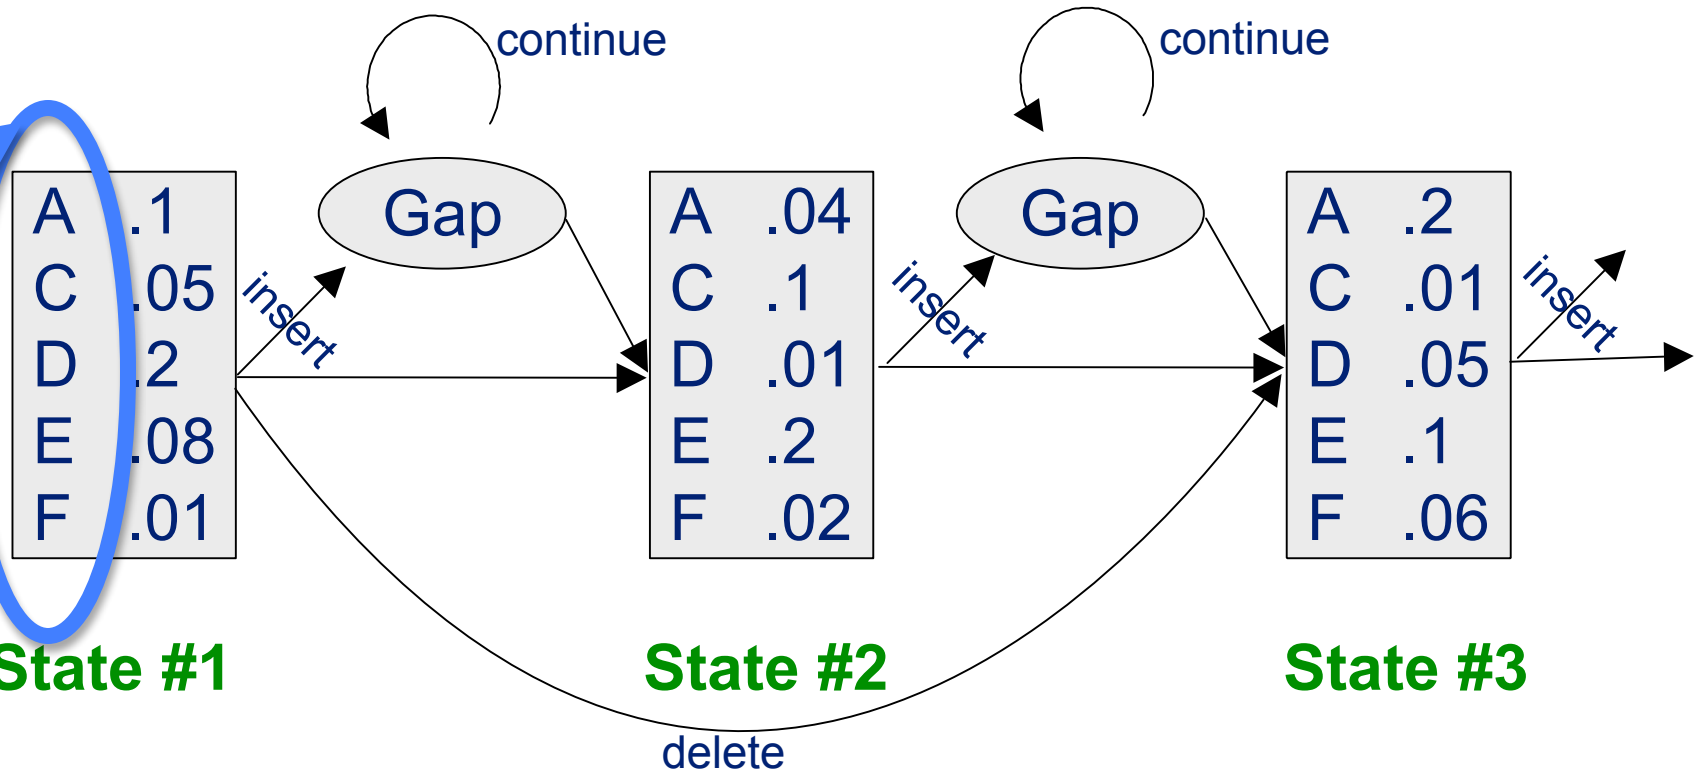 continue
continue
Gap
Gap
A .1
C .05
D .2
E .08
F .01
insert
A .04
C .1
D .01
E .2
F .02
insert
A .2
C .01
D .05
E .1
F .06
insert
State #1
State #2
State #3
delete